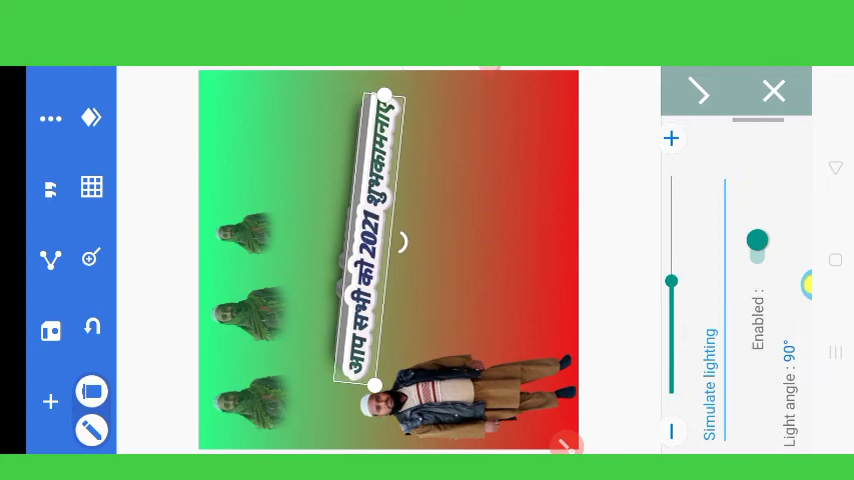 आप सभी को 2021 शुभकामनाएं
Simulate lighting
Enabled :
Light angle : 90°